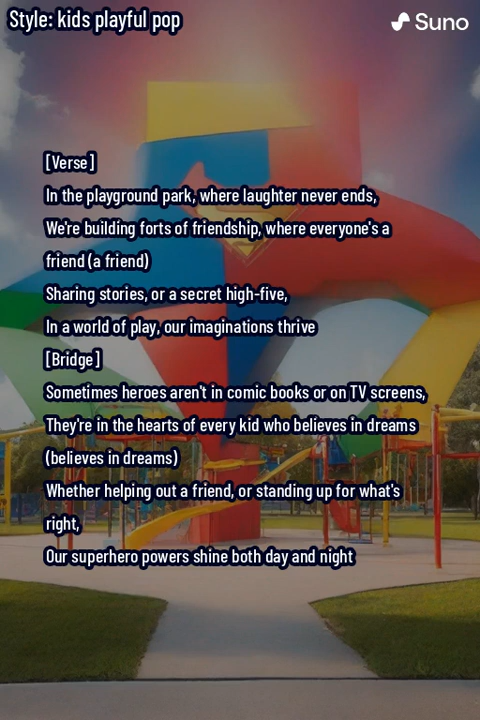 Style: kids playful pop
Suno
[Verse]
In the playground park, where laughter never ends,
We're building forts of friendship, where everyone's a
friend (a friend)
Sharing stories, or a secret high-five,
In a world of play, our imaginations thrive
[Bridge]
Sometimes heroes aren't in comic books or on TV screens,
They're in the hearts of every kid who believes in dreams
(believes in dreams)
Whether helping out a friend, or standing up for what's
right,
Our superhero powers shine both day and night